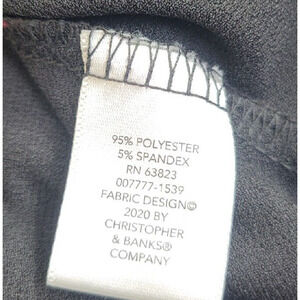 95% POLYESTER
5% SPANDEX
RN 63823
007777-1539
FABRIC DESIGN©
2020 BY
CHRISTOPHER
& BANKS®
COMPANY